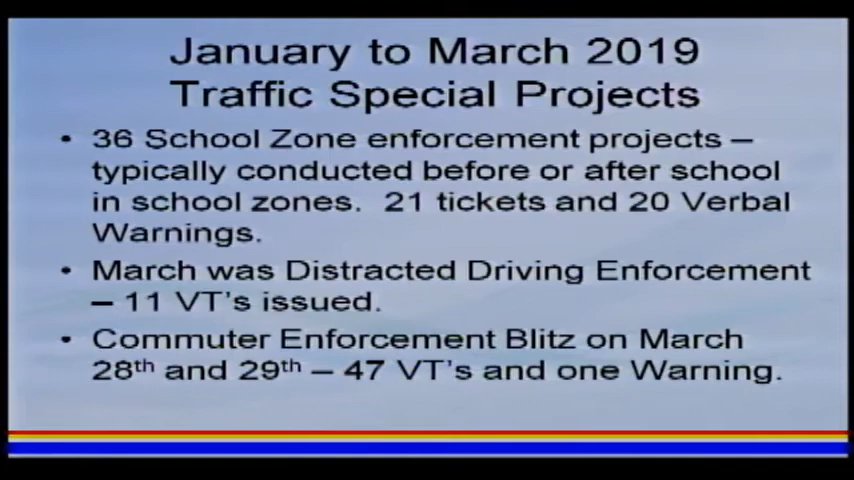 January to March 2019
Traffic Special Projects
• 36 School Zone enforcement projects –
typically conducted before or after school
in school zones. 21 tickets and 20 Verbal
Warnings.
• March was Distracted Driving Enforcement
– 11 VT's issued.
• Commuter Enforcement Blitz on March
28th and 29th – 47 VT's and one Warning.